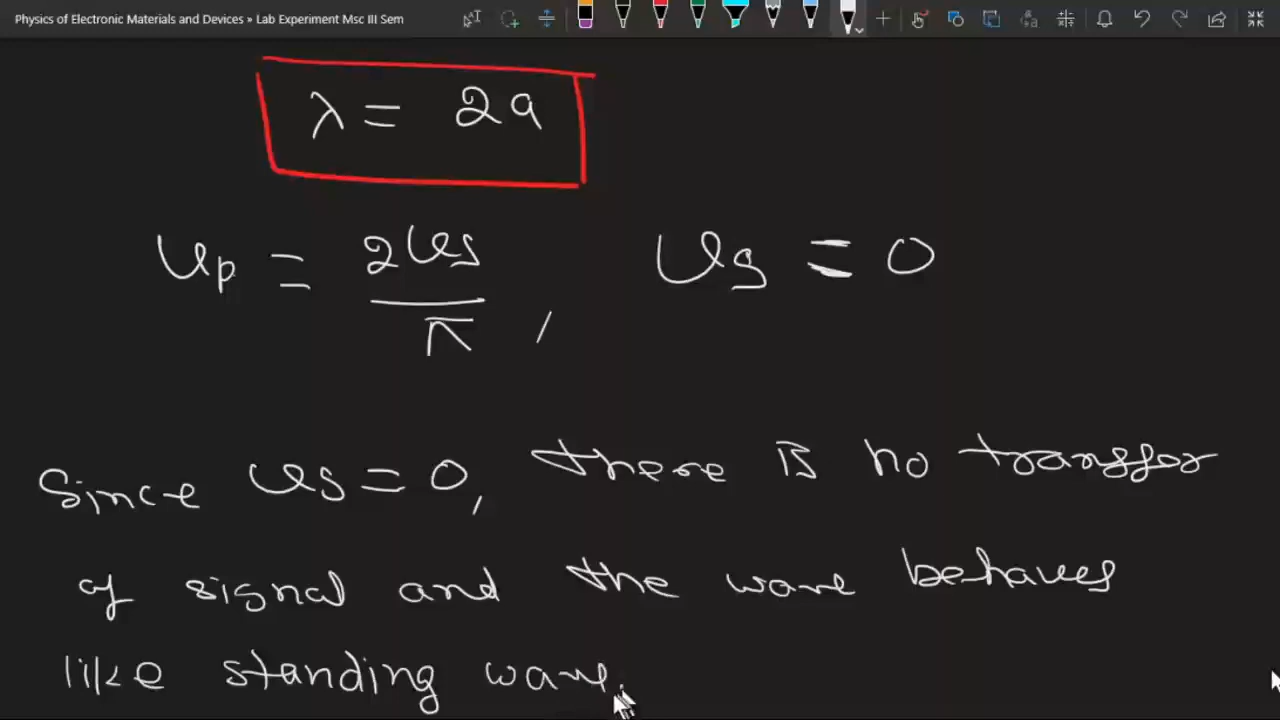 Physics of Electronic Materials and Devices » Lab Experiment Msc III Sem
λ = 2a
υp = 2υs/π , υg = 0
Since υg = 0, there is no transfer
of signal and the wave behaves
like standing wave.